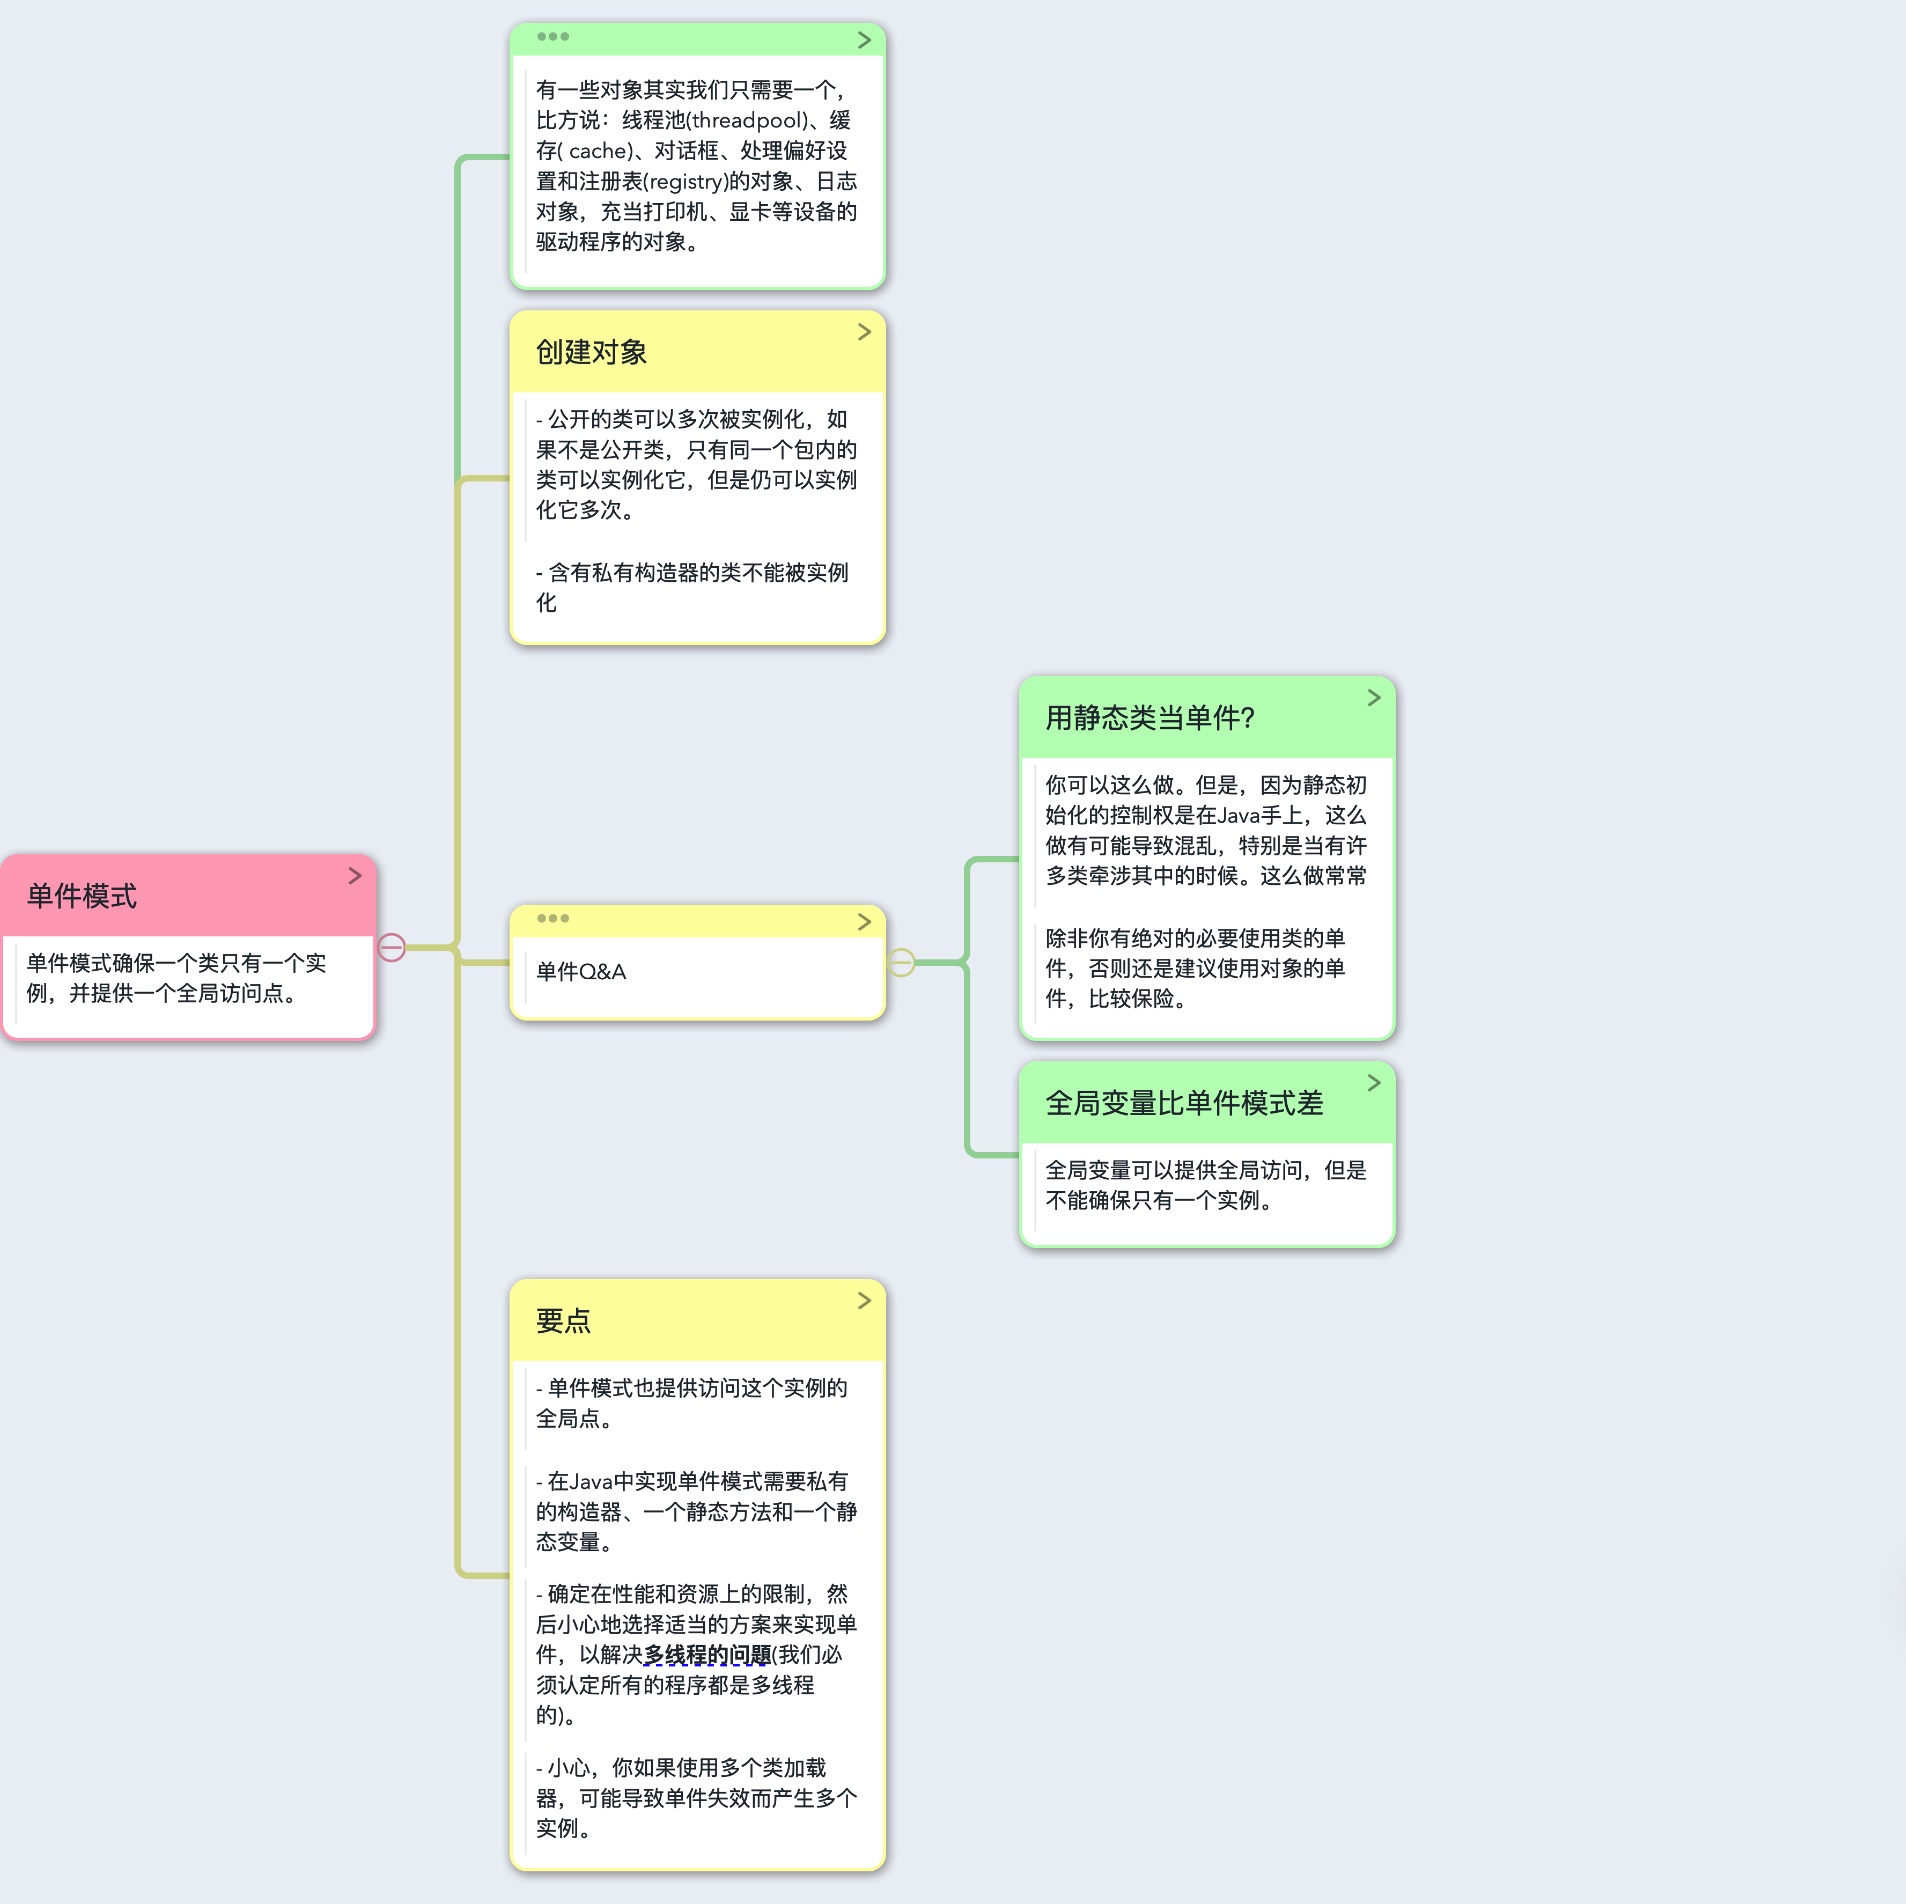 单件模式
单件模式确保一个类只有一个实
例，并提供一个全局访问点。
有一些对象其实我们只需要一个，
比方说：线程池(threadpool)、缓
存( cache)、对话框、处理偏好设
置和注册表(registry)的对象、日志
对象，充当打印机、显卡等设备的
驱动程序的对象。
创建对象
- 公开的类可以多次被实例化，如
果不是公开类，只有同一个包内的
类可以实例化它，但是仍可以实例
化它多次。
- 含有私有构造器的类不能被实例
化
单件Q&A
用静态类当单件?
你可以这么做。但是，因为静态初
始化的控制权是在Java手上，这么
做有可能导致混乱，特别是当有许
多类牵涉其中的时候。这么做常常
除非你有绝对的必要使用类的单
件，否则还是建议使用对象的单
件，比较保险。
全局变量比单件模式差
全局变量可以提供全局访问，但是
不能确保只有一个实例。
要点
- 单件模式也提供访问这个实例的
全局点。
- 在Java中实现单件模式需要私有
的构造器、一个静态方法和一个静
态变量。
- 确定在性能和资源上的限制，然
后小心地选择适当的方案来实现单
件，以解决多线程的问題(我们必
须认定所有的程序都是多线程
的)。
- 小心，你如果使用多个类加载
器，可能导致单件失效而产生多个
实例。